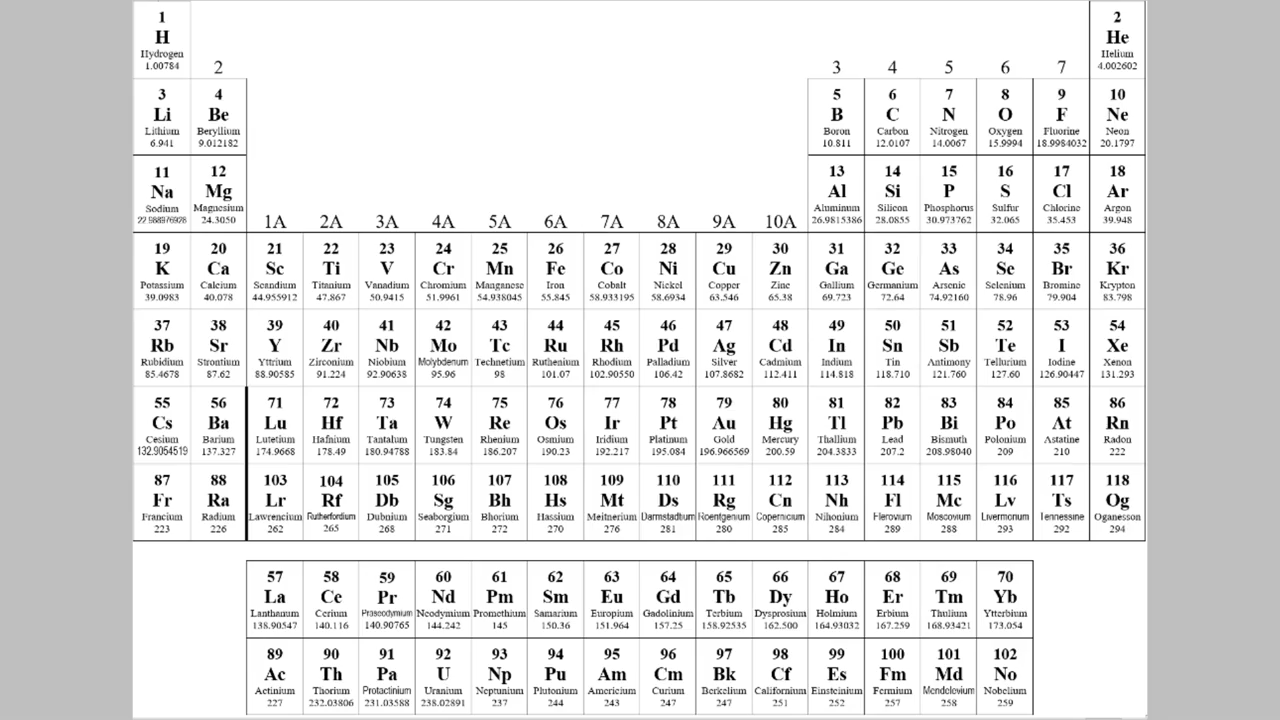 1 2
H He
Hydrogen Helium
1.00784 2 3 4 5 6 7 4.002602
3 4 5 6 7 8 9 10
Li Be B C N O F Ne
Lithium Beryllium Boron Carbon Nitrogen Oxygen Fluorine Neon
6.941 9.012182 10.811 12.0107 14.0067 15.9994 18.9984032 20.1797
11 12 13 14 15 16 17 18
Na Mg Al Si P S Cl Ar
Sodium Magnesium Aluminum Silicon Phosphorus Sulfur Chlorine Argon
22.988976928 24.3050 1A 2A 3A 4A 5A 6A 7A 8A 9A 10A 26.9815386 28.0855 30.973762 32.065 35.453 39.948
19 20 21 22 23 24 25 26 27 28 29 30 31 32 33 34 35 36
K Ca Sc Ti V Cr Mn Fe Co Ni Cu Zn Ga Ge As Se Br Kr
Potassium Calcium Scandium Titanium Vanadium Chromium Manganese Iron Cobalt Nickel Copper Zinc Gallium Germanium Arsenic Selenium Bromine Krypton
39.0983 40.078 44.955912 47.867 50.9415 51.9961 54.938045 55.845 58.933195 58.6934 63.546 65.38 69.723 72.64 74.92160 78.96 79.904 83.798
37 38 39 40 41 42 43 44 45 46 47 48 49 50 51 52 53 54
Rb Sr Y Zr Nb Mo Tc Ru Rh Pd Ag Cd In Sn Sb Te I Xe
Rubidium Strontium Yttrium Zirconium Niobium Molybdenum Technetium Ruthenium Rhodium Palladium Silver Cadmium Indium Tin Antimony Tellurium Iodine Xenon
85.4678 87.62 88.90585 91.224 92.90638 95.96 98 101.07 102.90550 106.42 107.8682 112.411 114.818 118.710 121.760 127.60 126.90447 131.293
55 56 71 72 73 74 75 76 77 78 79 80 81 82 83 84 85 86
Cs Ba Lu Hf Ta W Re Os Ir Pt Au Hg Tl Pb Bi Po At Rn
Cesium Barium Lutetium Hafnium Tantalum Tungsten Rhenium Osmium Iridium Platinum Gold Mercury Thallium Lead Bismuth Polonium Astatine Radon
132.9054519 137.327 174.9668 178.49 180.94788 183.84 186.207 190.23 192.217 195.084 196.966569 200.59 204.3833 207.2 208.98040 209 210 222
87 88 103 104 105 106 107 108 109 110 111 112 113 114 115 116 117 118
Fr Ra Lr Rf Db Sg Bh Hs Mt Ds Rg Cn Nh Fl Mc Lv Ts Og
Francium Radium Lawrencium Rutherfordium Dubnium Seaborgium Bhorium Hassium Meitnerium Darmstadtium Roentgenium Copernicium Nihonium Flerovium Moscovium Livermorium Tennessine Oganesson
223 226 262 265 268 271 272 270 276 281 280 285 284 289 288 293 292 294
57 58 59 60 61 62 63 64 65 66 67 68 69 70
La Ce Pr Nd Pm Sm Eu Gd Tb Dy Ho Er Tm Yb
Lanthanum Cerium Praseodymium Neodymium Promethium Samarium Europium Gadolinium Terbium Dysprosium Holmium Erbium Thulium Ytterbium
138.90547 140.116 140.90765 144.242 145 150.36 151.964 157.25 158.92535 162.500 164.93032 167.259 168.93421 173.054
89 90 91 92 93 94 95 96 97 98 99 100 101 102
Ac Th Pa U Np Pu Am Cm Bk Cf Es Fm Md No
Actinium Thorium Protactinium Uranium Neptunium Plutonium Americium Curium Berkelium Californium Einsteinium Fermium Mendelevium Nobelium
227 232.03806 231.03588 238.02891 237 244 243 247 247 251 252 257 258 259